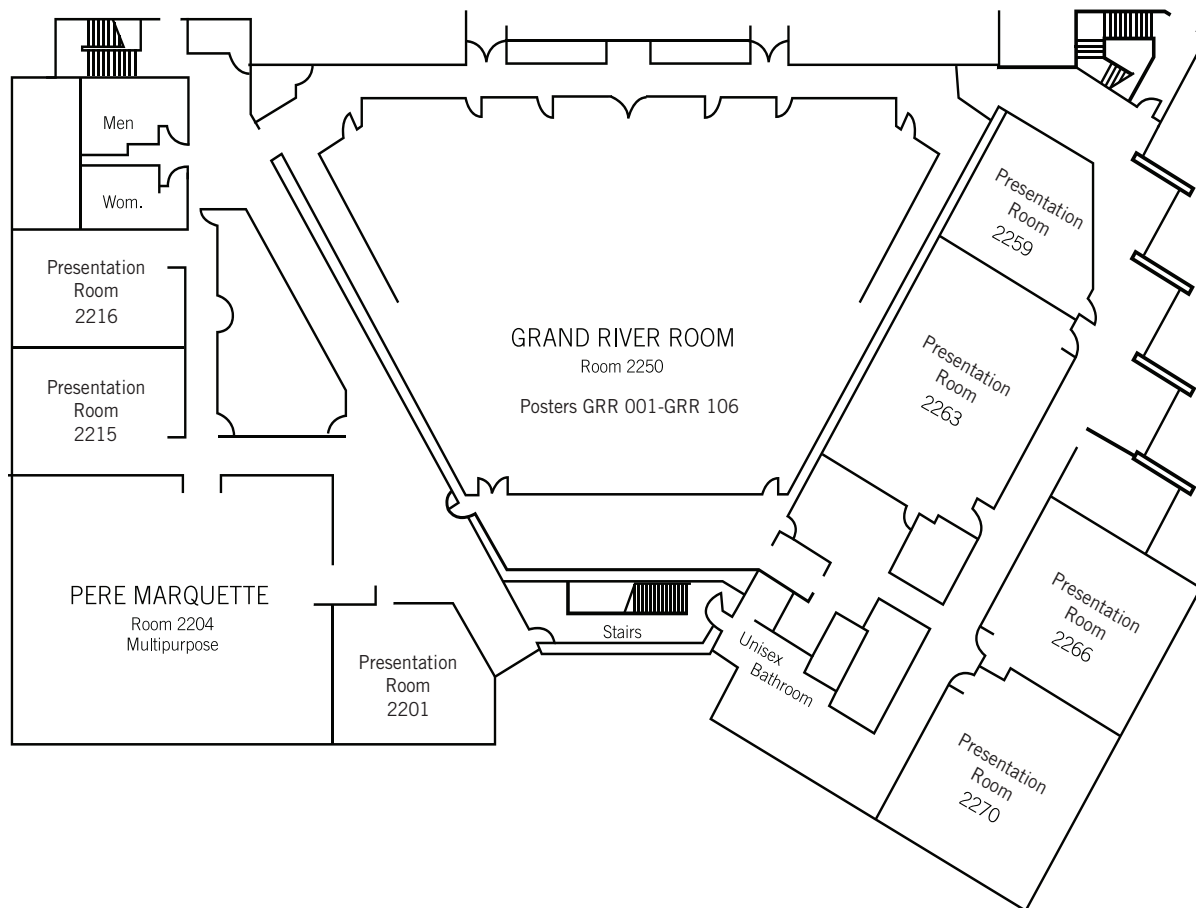 Men
Wom.
Presentation
Room
2216
Presentation
Room
2215
PERE MARQUETTE
Room 2204
Multipurpose
Presentation
Room
2201
GRAND RIVER ROOM
Room 2250
Posters GRR 001-GRR 106
Stairs
Unisex
Bathroom
Presentation
Room
2259
Presentation
Room
2263
Presentation
Room
2266
Presentation
Room
2270